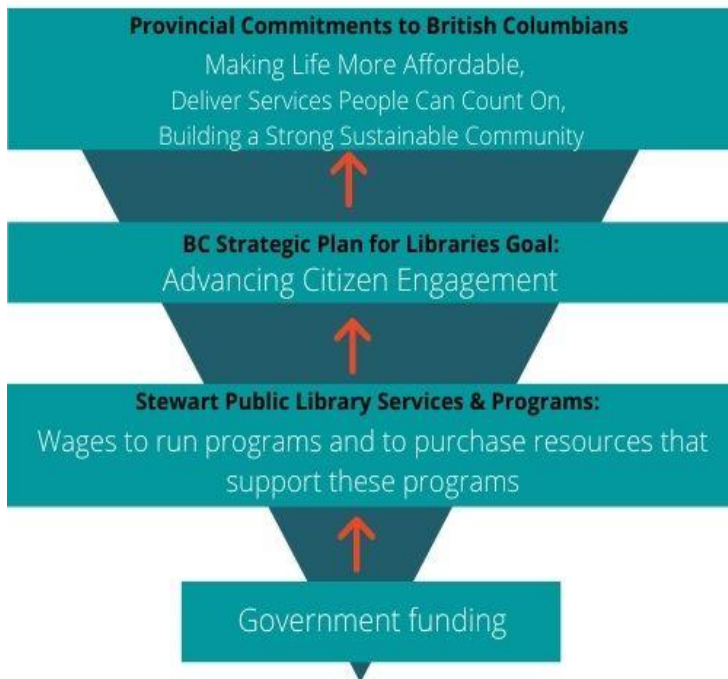 Provincial Commitments to British Columbians
Making Life More Affordable,
Deliver Services People Can Count On,
Building a Strong Sustainable Community
BC Strategic Plan for Libraries Goal:
Advancing Citizen Engagement
Stewart Public Library Services & Programs:
Wages to run programs and to purchase resources that
support these programs
Government funding